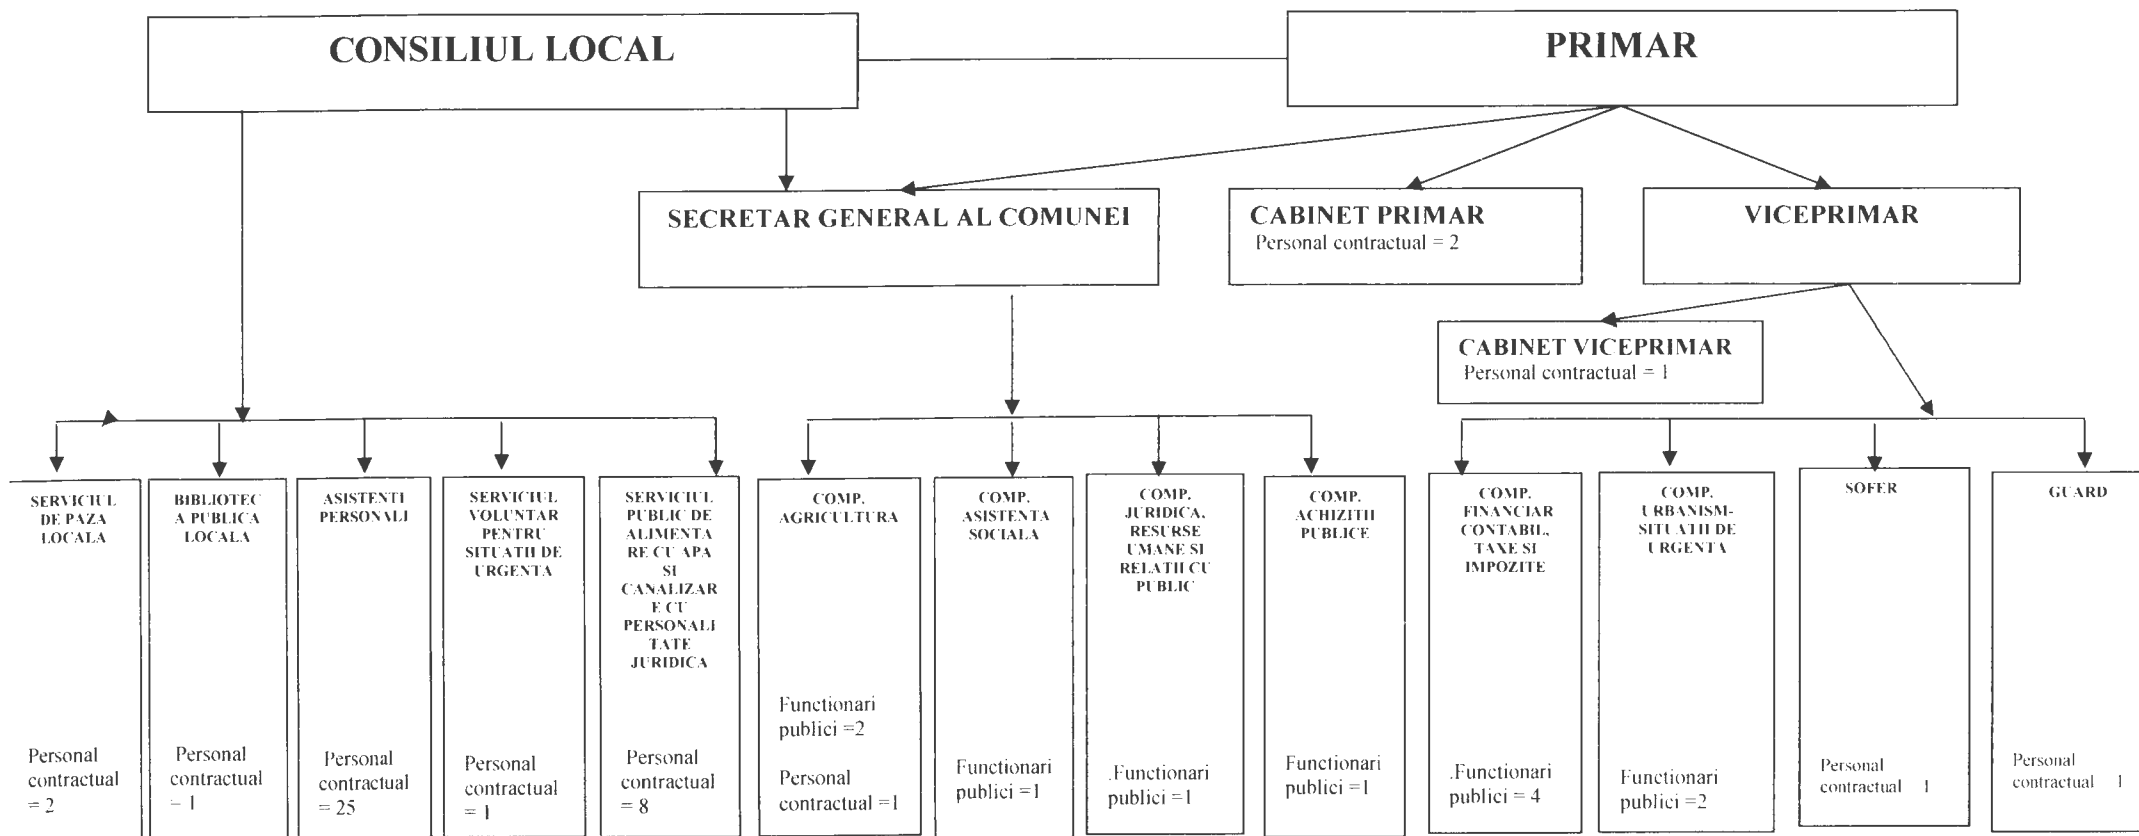 CONSILIUL LOCAL
PRIMAR
SECRETAR GENERAL AL COMUNEI
CABINET PRIMAR
Personal contractual = 2
VICEPRIMAR
CABINET VICEPRIMAR
Personal contractual = 1
SERVICIUL
DE PAZA
LOCALA
Personal
contractual
= 2
BIBLIOTEC
A PUBLICA
LOCALA
Personal
contractual
= 1
ASISTENTI
PERSONALI
Personal
contractual
= 25
SERVICIUL
VOLUNTAR
PENTRU
SITUATII DE
URGENTA
Personal
contractual
= 1
SERVICIUL
PUBLIC DE
ALIMENTA
RE CU APA
SI
CANALIZAR
E CU
PERSONALI
TATE
JURIDICA
Personal
contractual
= 8
COMP.
AGRICULTURA
Functionari
publici =2
Personal
contractual =1
COMP.
ASISTENTA
SOCIALA
Functionari
publici =1
COMP.
JURIDICA,
RESURSE
UMANE SI
RELATII CU
PUBLIC
.Functionari
publici =1
COMP.
ACHIZITII
PUBLICE
Functionari
publici =1
COMP.
FINANCIAR
CONTABIL,
TAXE SI
IMPOZITE
.Functionari
publici = 4
COMP.
URBANISM-
SITUATII DE
URGENTA
Functionari
publici =2
SOFER
Personal
contractual 1
GUARD
Personal
contractual 1